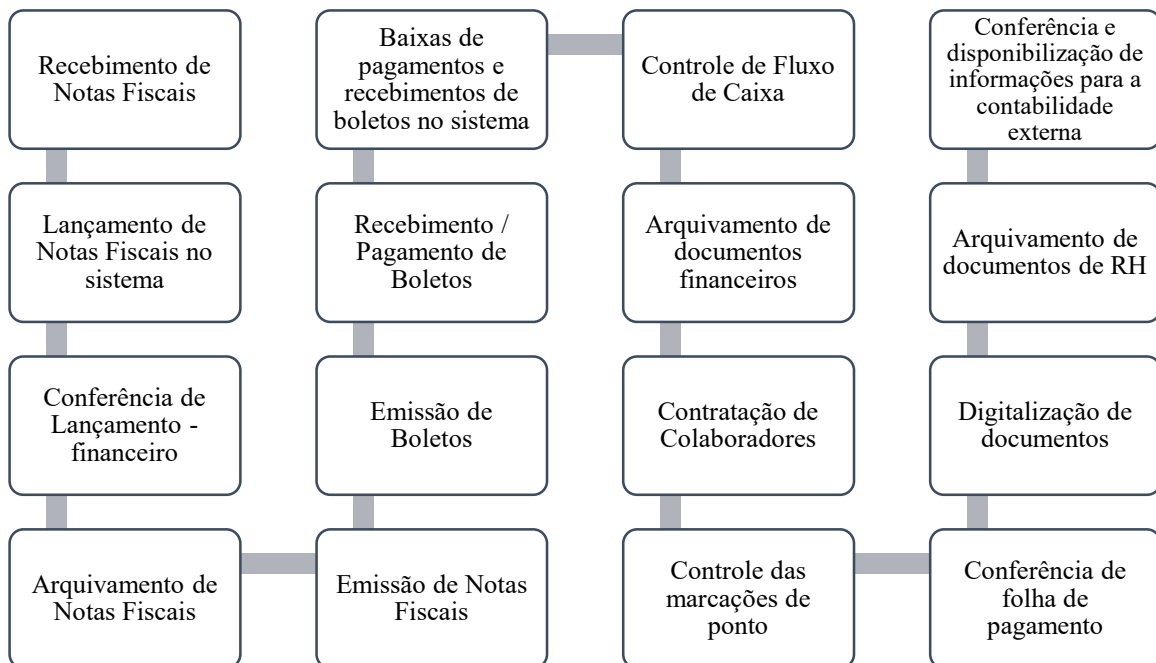 Recebimento de
Notas Fiscais
Lançamento de
Notas Fiscais no
sistema
Conferência de
Lançamento -
financeiro
Arquivamento de
Notas Fiscais
Emissão de Notas
Fiscais
Emissão de
Boletos
Recebimento /
Pagamento de
Boletos
Baixas de
pagamentos e
recebimentos de
boletos no sistema
Controle de Fluxo
de Caixa
Arquivamento de
documentos
financeiros
Contratação de
Colaboradores
Controle das
marcações de
ponto
Conferência de
folha de
pagamento
Digitalização de
documentos
Arquivamento de
documentos de RH
Conferência e
disponibilização de
informações para a
contabilidade
externa